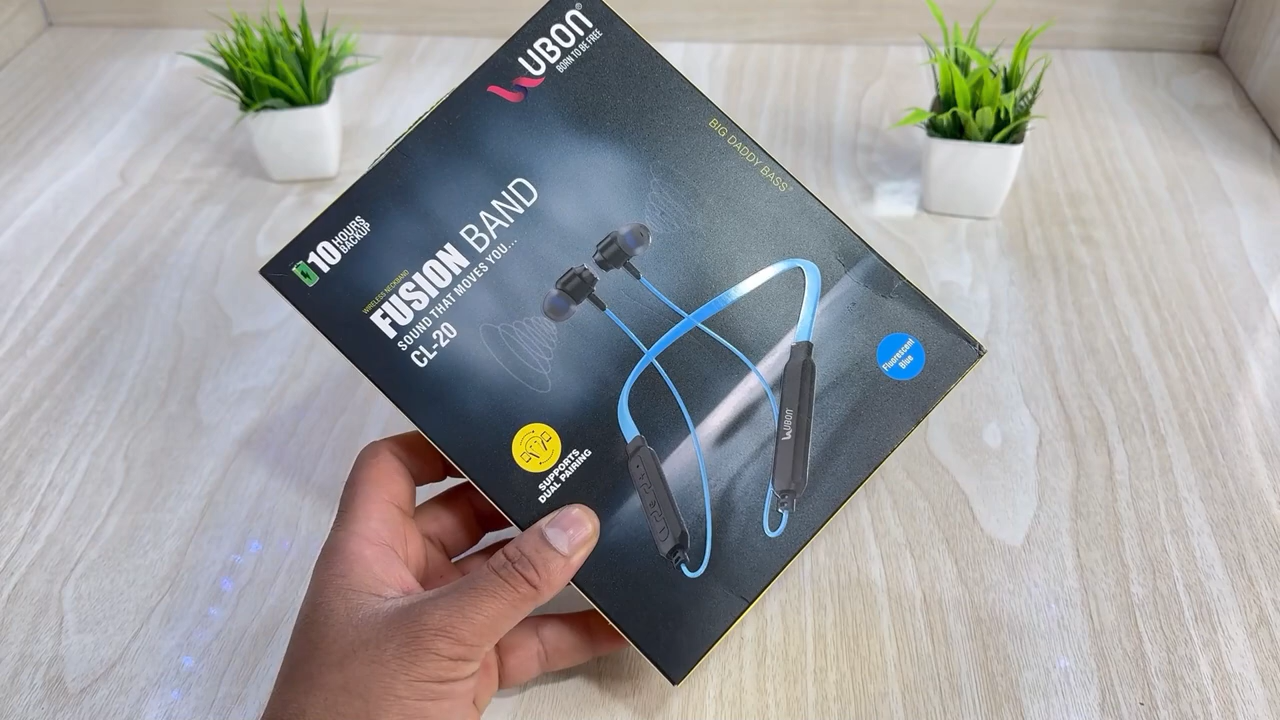 UBON®
BORN TO BE FREE
BIG DADDY BASS®
10 HOURS
BACKUP
WIRELESS NECKBAND
FUSION BAND
SOUND THAT MOVES YOU...
CL-20
Fluorescent
Blue
SUPPORTS
DUAL PAIRING
UBON